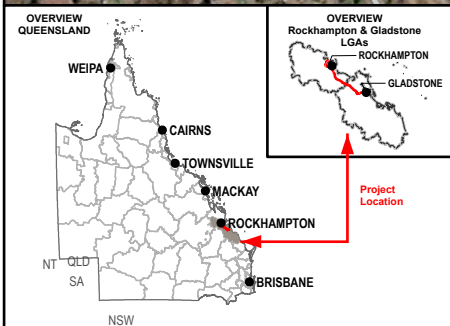 OVERVIEW
QUEENSLAND
WEIPA
CAIRNS
TOWNSVILLE
MACKAY
ROCKHAMPTON
BRISBANE
NT
QLD
SA
NSW
OVERVIEW
Rockhampton & Gladstone
LGAs
ROCKHAMPTON
GLADSTONE
Project
Location